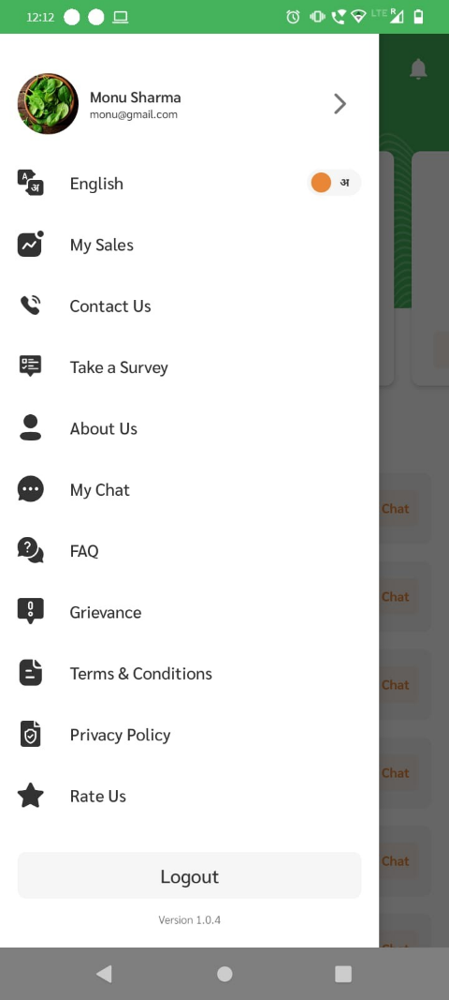 12:12
LTE R
Monu Sharma
monu@gmail.com
A अ
English
अ
My Sales
Contact Us
Take a Survey
About Us
My Chat
FAQ
Grievance
Terms & Conditions
Privacy Policy
Rate Us
Logout
Version 1.0.4
Chat
Chat
Chat
Chat
Chat